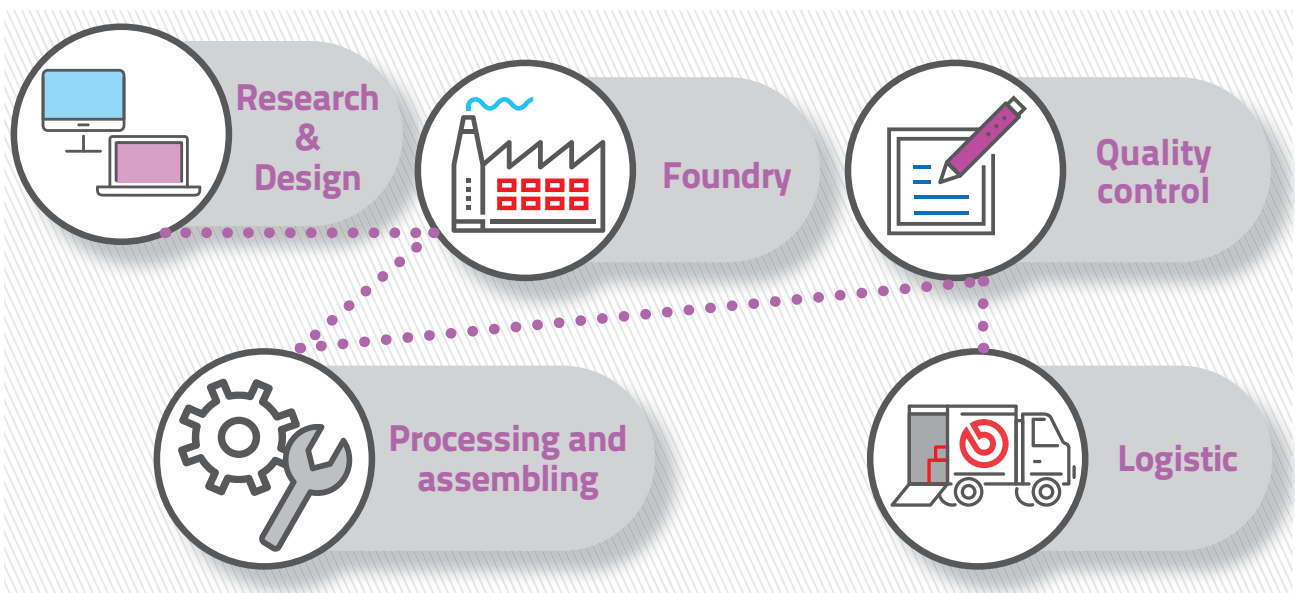 Research
&
Design
Foundry
Quality
control
Processing and
assembling
Logistic